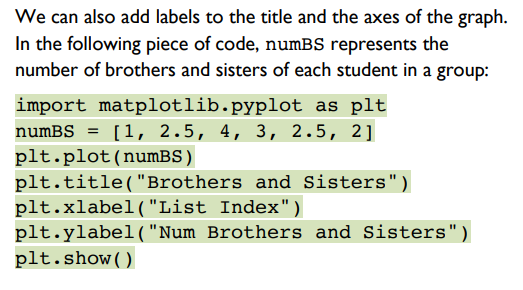 We can also add labels to the title and the axes of the graph.
In the following piece of code, numBS represents the
number of brothers and sisters of each student in a group:
import matplotlib.pyplot as plt
numBS = [1, 2.5, 4, 3, 2.5, 2]
plt.plot(numBS)
plt.title("Brothers and Sisters")
plt.xlabel("List Index")
plt.ylabel("Num Brothers and Sisters")
plt.show()